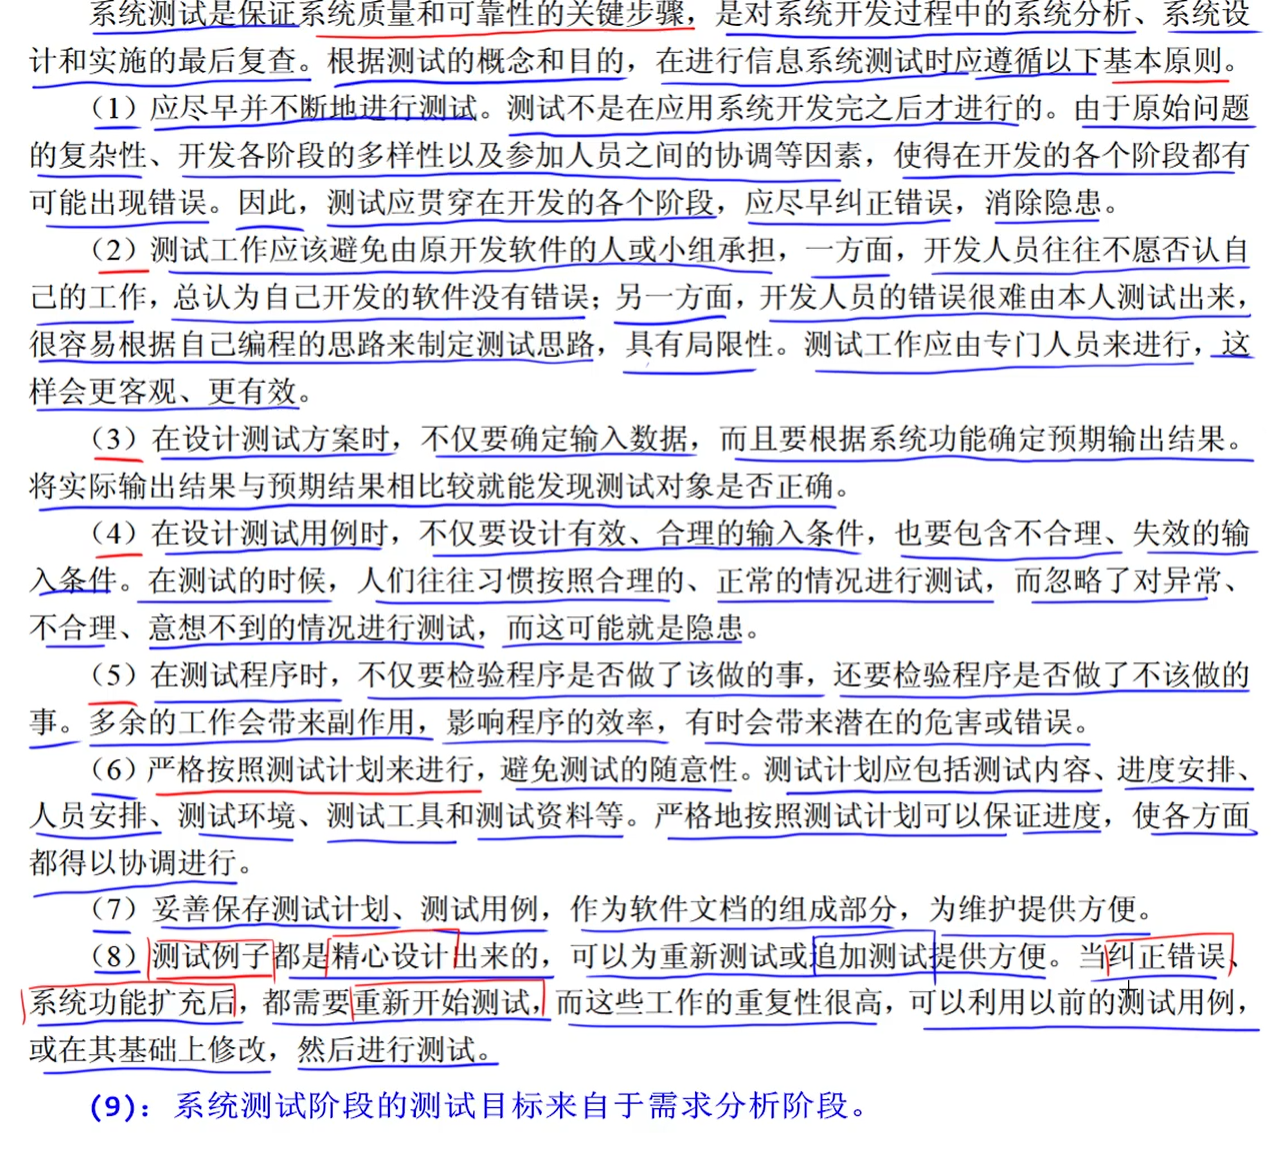 系统测试是保证系统质量和可靠性的关键步骤，是对系统开发过程中的系统分析、系统设
计和实施的最后复查。根据测试的概念和目的，在进行信息系统测试时应遵循以下基本原则。
（1）应尽早并不断地进行测试。测试不是在应用系统开发完之后才进行的。由于原始问题
的复杂性、开发各阶段的多样性以及参加人员之间的协调等因素，使得在开发的各个阶段都有
可能出现错误。因此，测试应贯穿在开发的各个阶段，应尽早纠正错误，消除隐患。
（2）测试工作应该避免由原开发软件的人或小组承担，一方面，开发人员往往不愿否认自
己的工作，总认为自己开发的软件没有错误；另一方面，开发人员的错误很难由本人测试出来，
很容易根据自己编程的思路来制定测试思路，具有局限性。测试工作应由专门人员来进行，这
样会更客观、更有效。
（3）在设计测试方案时，不仅要确定输入数据，而且要根据系统功能确定预期输出结果。
将实际输出结果与预期结果相比较就能发现测试对象是否正确。
（4）在设计测试用例时，不仅要设计有效、合理的输入条件，也要包含不合理、失效的输
入条件。在测试的时候，人们往往习惯按照合理的、正常的情况进行测试，而忽略了对异常、
不合理、意想不到的情况进行测试，而这可能就是隐患。
（5）在测试程序时，不仅要检验程序是否做了该做的事，还要检验程序是否做了不该做的
事。多余的工作会带来副作用，影响程序的效率，有时会带来潜在的危害或错误。
（6）严格按照测试计划来进行，避免测试的随意性。测试计划应包括测试内容、进度安排、
人员安排、测试环境、测试工具和测试资料等。严格地按照测试计划可以保证进度，使各方面
都得以协调进行。
（7）妥善保存测试计划、测试用例，作为软件文档的组成部分，为维护提供方便。
（8）测试例子都是精心设计出来的，可以为重新测试或追加测试提供方便。当纠正错误、
系统功能扩充后，都需要重新开始测试，而这些工作的重复性很高，可以利用以前的测试用例，
或在其基础上修改，然后进行测试。
(9)：系统测试阶段的测试目标来自于需求分析阶段。